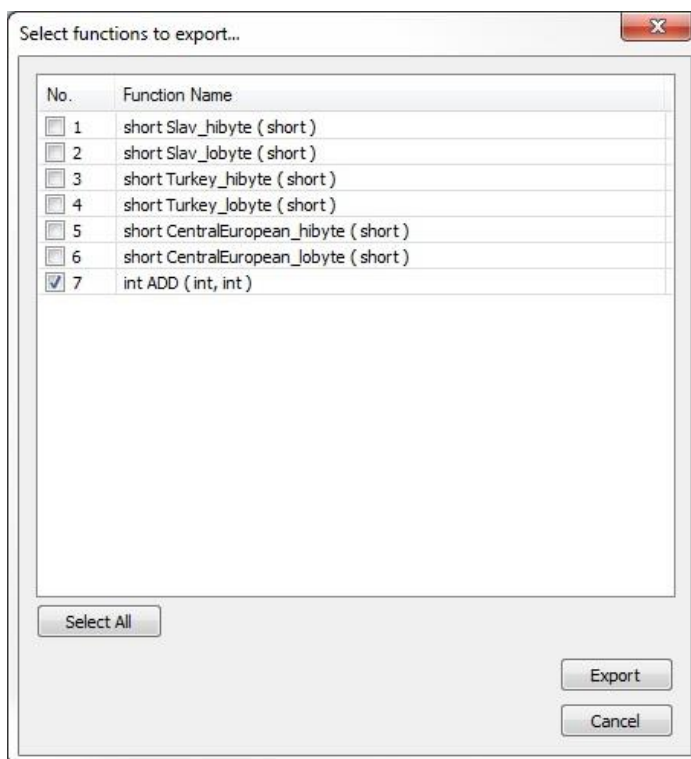 Select functions to export...
No. Function Name
1 short Slav_hibyte ( short )
2 short Slav_lobyte ( short )
3 short Turkey_hibyte ( short )
4 short Turkey_lobyte ( short )
5 short CentralEuropean_hibyte ( short )
6 short CentralEuropean_lobyte ( short )
7 int ADD ( int, int )
Select All
Export
Cancel